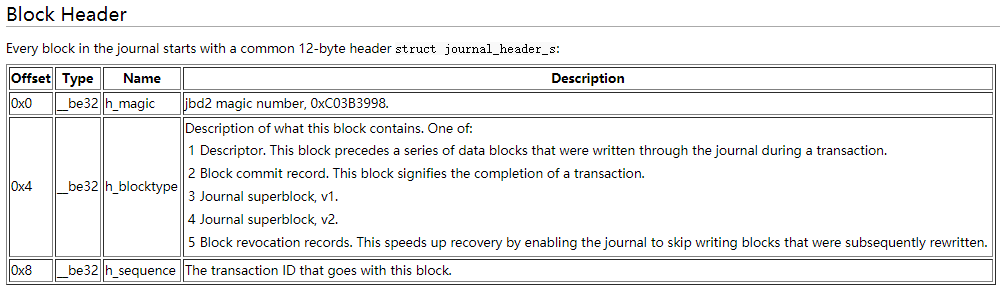 Block Header
Every block in the journal starts with a common 12-byte header struct journal_header_s:
Offset Type Name Description
0x0 __be32 h_magic jbd2 magic number, 0xC03B3998.
0x4 __be32 h_blocktype Description of what this block contains. One of:
1 Descriptor. This block precedes a series of data blocks that were written through the journal during a transaction.
2 Block commit record. This block signifies the completion of a transaction.
3 Journal superblock, v1.
4 Journal superblock, v2.
5 Block revocation records. This speeds up recovery by enabling the journal to skip writing blocks that were subsequently rewritten.
0x8 __be32 h_sequence The transaction ID that goes with this block.